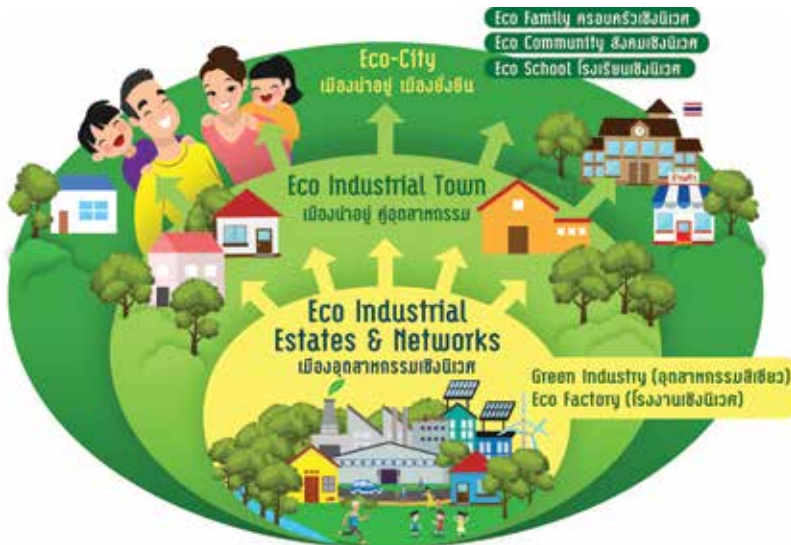 Eco Family ครอบครัวเชิงนิเวศ
Eco Community สังคมเชิงนิเวศ
Eco School โรงเรียนเชิงนิเวศ
Eco-City
เมืองน่าอยู่ เมืองยั่งยืน
Eco Industrial Town
เมืองน่าอยู่ คู่อุตสาหกรรม
ร้านค้า
Eco Industrial
Estates & Networks
เมืองอุตสาหกรรมเชิงนิเวศ
Green Industry (อุตสาหกรรมสีเขียว)
Eco Factory (โรงงานเชิงนิเวศ)